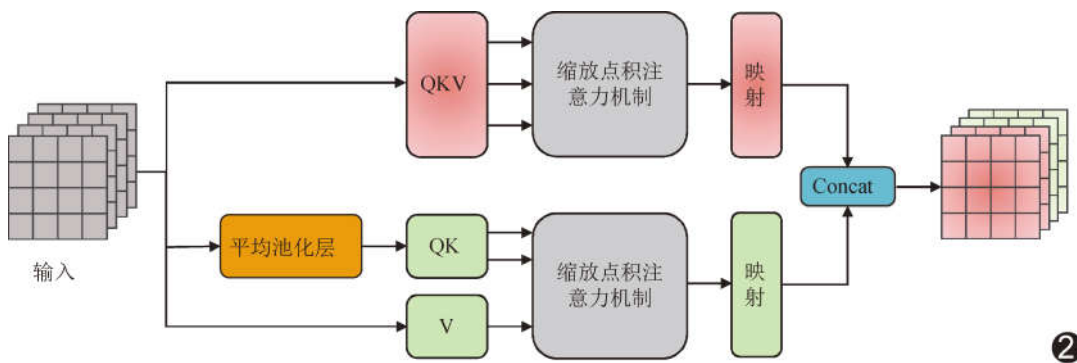 QKV
缩放点积注
意力机制
映
射
Concat
输入
平均池化层
QK
V
缩放点积注
意力机制
映
射
2